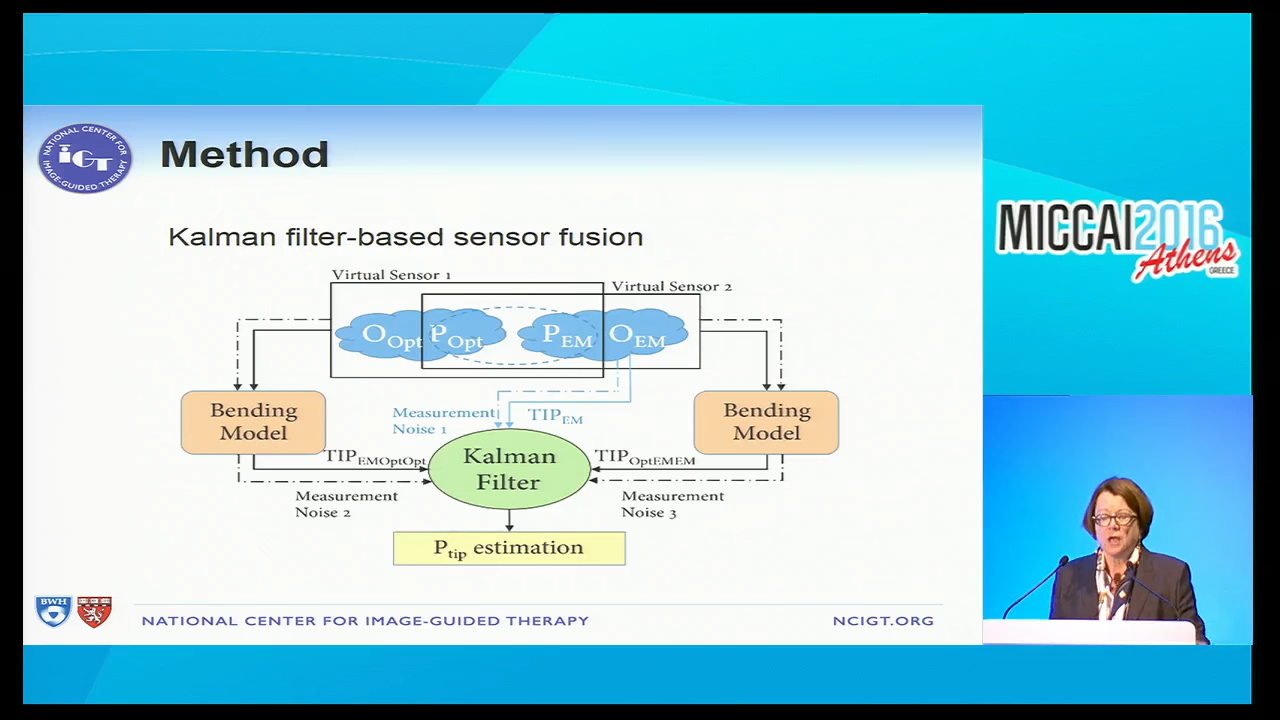 NATIONAL CENTER FOR
IGT
IMAGE-GUIDED THERAPY
Method
Kalman filter-based sensor fusion
Virtual Sensor 1
Virtual Sensor 2
O_Opt P_Opt P_EM O_EM
Bending
Model
Measurement
Noise 1
TIP_EM
Bending
Model
TIP_EMOptOpt
Kalman
Filter
TIP_OptEMEM
Measurement
Noise 2
Measurement
Noise 3
P_tip estimation
BWH
NATIONAL CENTER FOR IMAGE-GUIDED THERAPY
NCIGT.ORG
MICCAI2016
Athens
GREECE